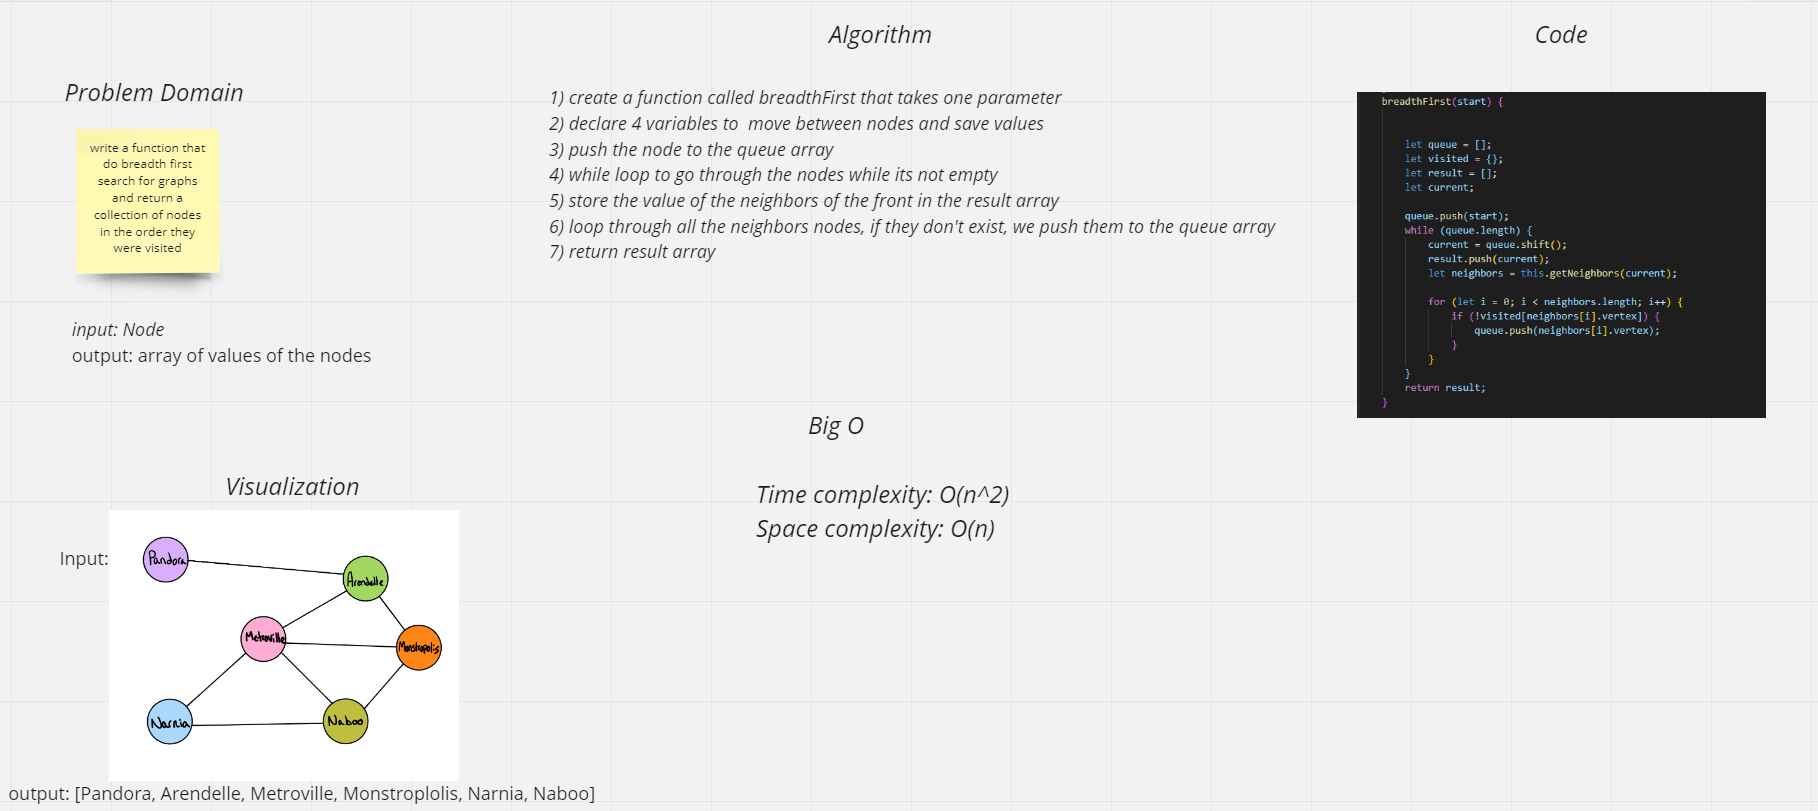 Problem Domain
write a function that
do breadth first
search for graphs
and return a
collection of nodes
in the order they
were visited
input: Node
output: array of values of the nodes
Algorithm
1) create a function called breadthFirst that takes one parameter
2) declare 4 variables to  move between nodes and save values
3) push the node to the queue array
4) while loop to go through the nodes while its not empty
5) store the value of the neighbors of the front in the result array
6) loop through all the neighbors nodes, if they don't exist, we push them to the queue array
7) return result array
Code
breadthFirst(start) {
let queue = [];
let visited = {};
let result = [];
let current;
queue.push(start);
while (queue.length) {
current = queue.shift();
result.push(current);
let neighbors = this.getNeighbors(current);
for (let i = 0; i < neighbors.length; i++) {
if (!visited[neighbors[i].vertex]) {
queue.push(neighbors[i].vertex);
}
}
}
return result;
}
Big O
Time complexity: O(n^2)
Space complexity: O(n)
Visualization
Input:
Pandora
Arendelle
Metroville
Monstropolis
Narnia
Naboo
output: [Pandora, Arendelle, Metroville, Monstroplolis, Narnia, Naboo]